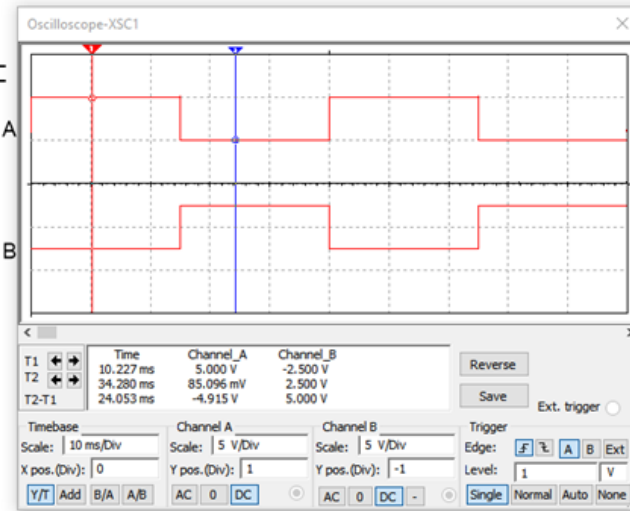 Oscilloscope-XSC1
A
B
T1
T2
T2-T1
Time Channel_A Channel_B
10.227 ms 5.000 V -2.500 V
34.280 ms 85.096 mV 2.500 V
24.053 ms -4.915 V 5.000 V
Reverse
Save
Ext. trigger
Timebase
Scale: 10 ms/Div
X pos.(Div): 0
Y/T Add B/A A/B
Channel A
Scale: 5 V/Div
Y pos.(Div): 1
AC 0 DC
Channel B
Scale: 5 V/Div
Y pos.(Div): -1
AC 0 DC -
Trigger
Edge: A B Ext
Level: 1 V
Single Normal Auto None